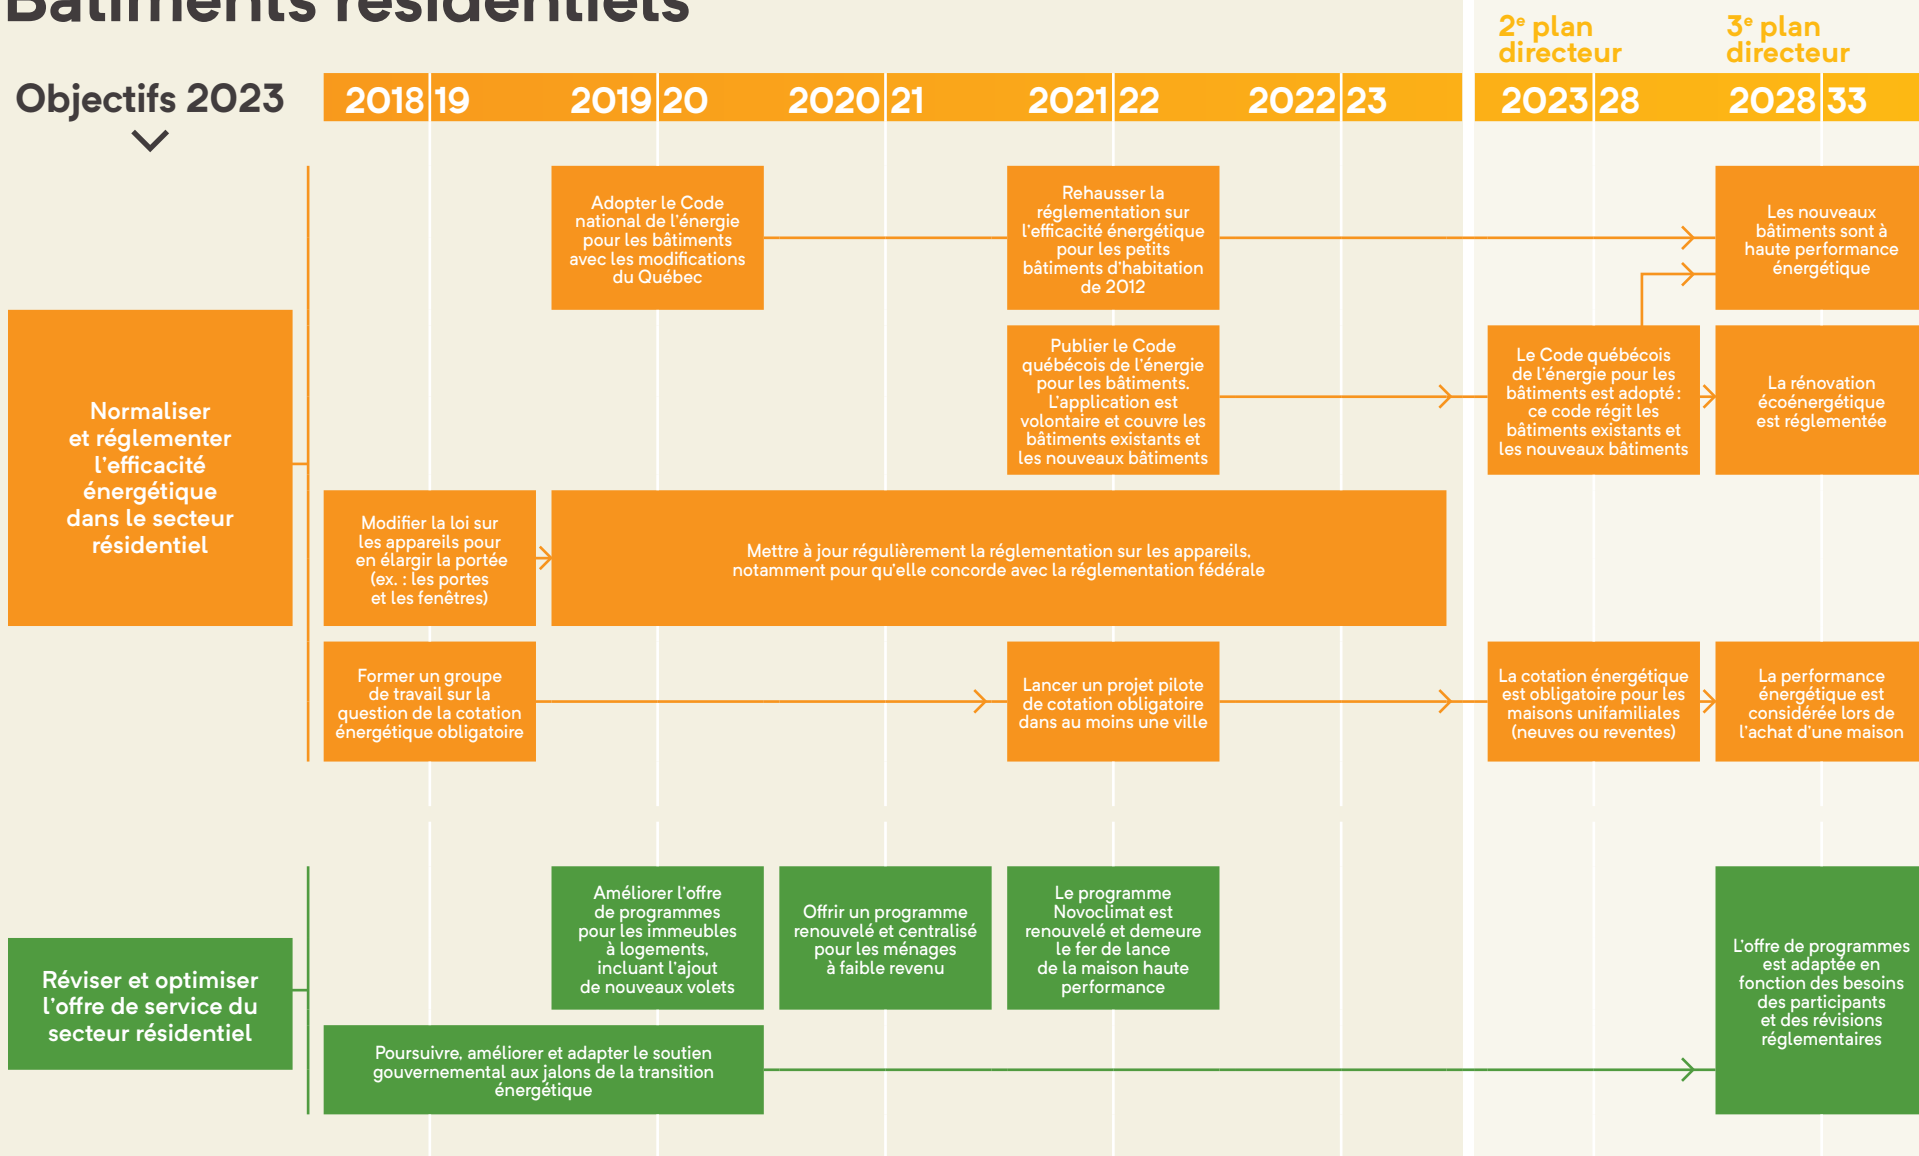 Bâtiments résidentiels
2e plan
directeur
3e plan
directeur
Objectifs 2023
2018 19
2019 20
2020 21
2021 22
2022 23
2023 28
2028 33
Normaliser
et réglementer
l'efficacité
énergétique
dans le secteur
résidentiel
Adopter le Code
national de l'énergie
pour les bâtiments
avec les modifications
du Québec
Rehausser la
réglementation sur
l'efficacité énergétique
pour les petits
bâtiments d'habitation
de 2012
Les nouveaux
bâtiments sont à
haute performance
énergétique
Publier le Code
québécois de l'énergie
pour les bâtiments.
L'application est
volontaire et couvre les
bâtiments existants et
les nouveaux bâtiments
Le Code québécois
de l'énergie pour les
bâtiments est adopté :
ce code régit les
bâtiments existants et
les nouveaux bâtiments
La rénovation
écoénergétique
est réglementée
Modifier la loi sur
les appareils pour
en élargir la portée
(ex. : les portes
et les fenêtres)
Mettre à jour régulièrement la réglementation sur les appareils,
notamment pour qu'elle concorde avec la réglementation fédérale
Former un groupe
de travail sur la
question de la cotation
énergétique obligatoire
Lancer un projet pilote
de cotation obligatoire
dans au moins une ville
La cotation énergétique
est obligatoire pour les
maisons unifamiliales
(neuves ou reventes)
La performance
énergétique est
considérée lors de
l'achat d'une maison
Réviser et optimiser
l'offre de service du
secteur résidentiel
Améliorer l'offre
de programmes
pour les immeubles
à logements,
incluant l'ajout
de nouveaux volets
Offrir un programme
renouvelé et centralisé
pour les ménages
à faible revenu
Le programme
Novoclimat est
renouvelé et demeure
le fer de lance
de la maison haute
performance
L'offre de programmes
est adaptée en
fonction des besoins
des participants
et des révisions
réglementaires
Poursuivre, améliorer et adapter le soutien
gouvernemental aux jalons de la transition
énergétique